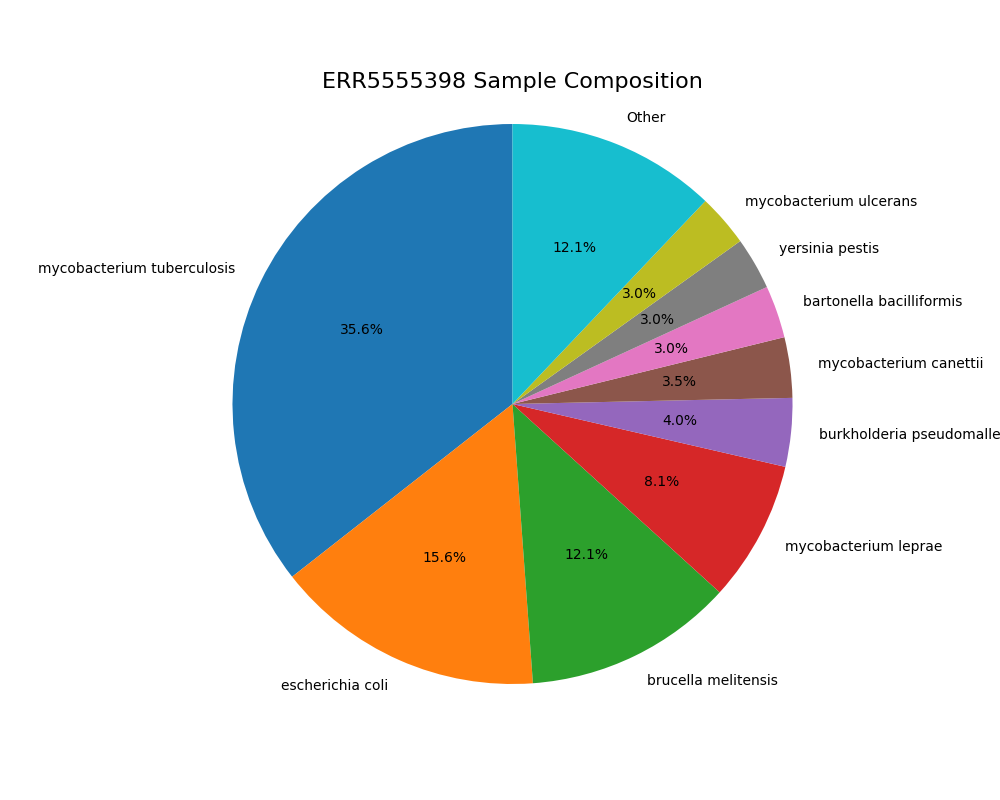 ERR5555398 Sample Composition
Other
mycobacterium ulcerans
yersinia pestis
bartonella bacilliformis
mycobacterium canettii
burkholderia pseudomalle
mycobacterium leprae
brucella melitensis
escherichia coli
mycobacterium tuberculosis
12.1%
3.0%
3.0%
3.0%
3.5%
4.0%
8.1%
12.1%
15.6%
35.6%